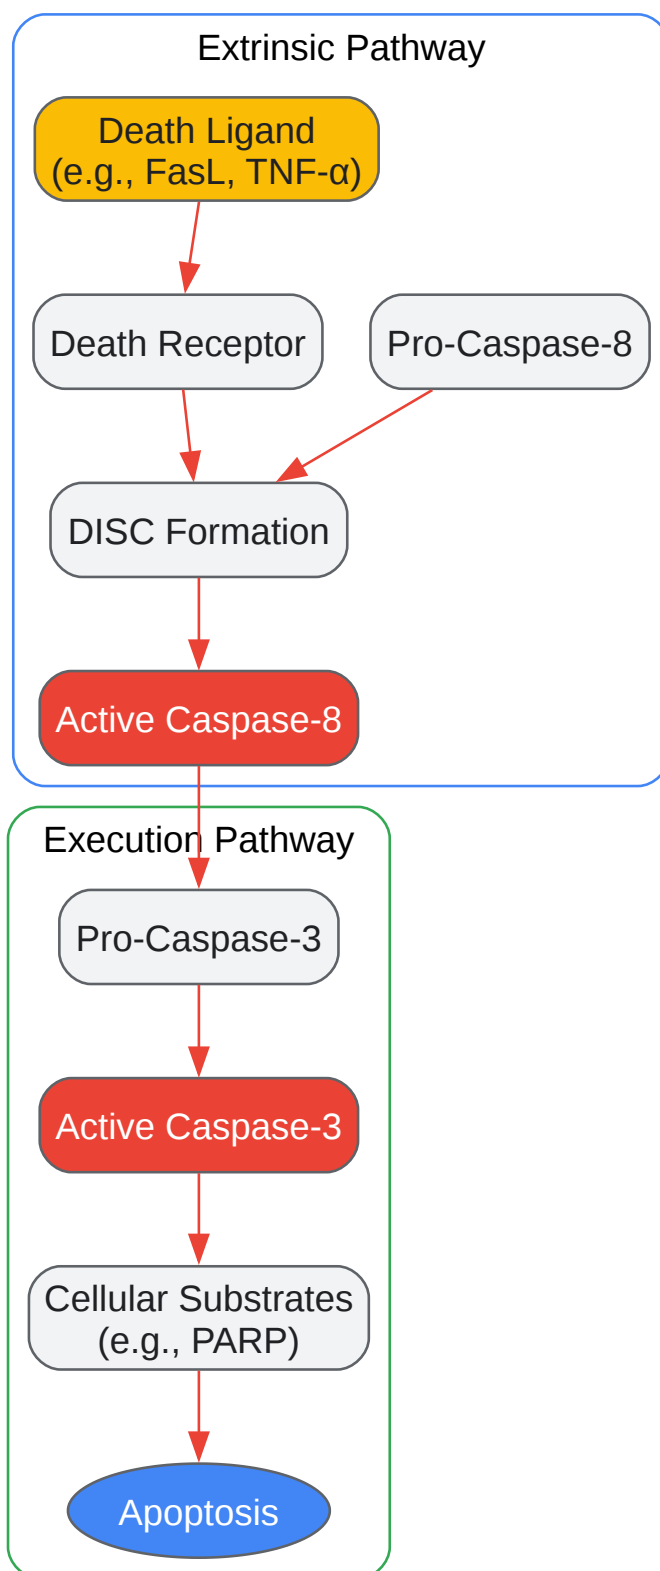 Extrinsic Pathway
Death Ligand
(e.g., FasL, TNF-α)
Death Receptor
Pro-Caspase-8
DISC Formation
Active Caspase-8
Execution Pathway
Pro-Caspase-3
Active Caspase-3
Cellular Substrates
(e.g., PARP)
Apoptosis